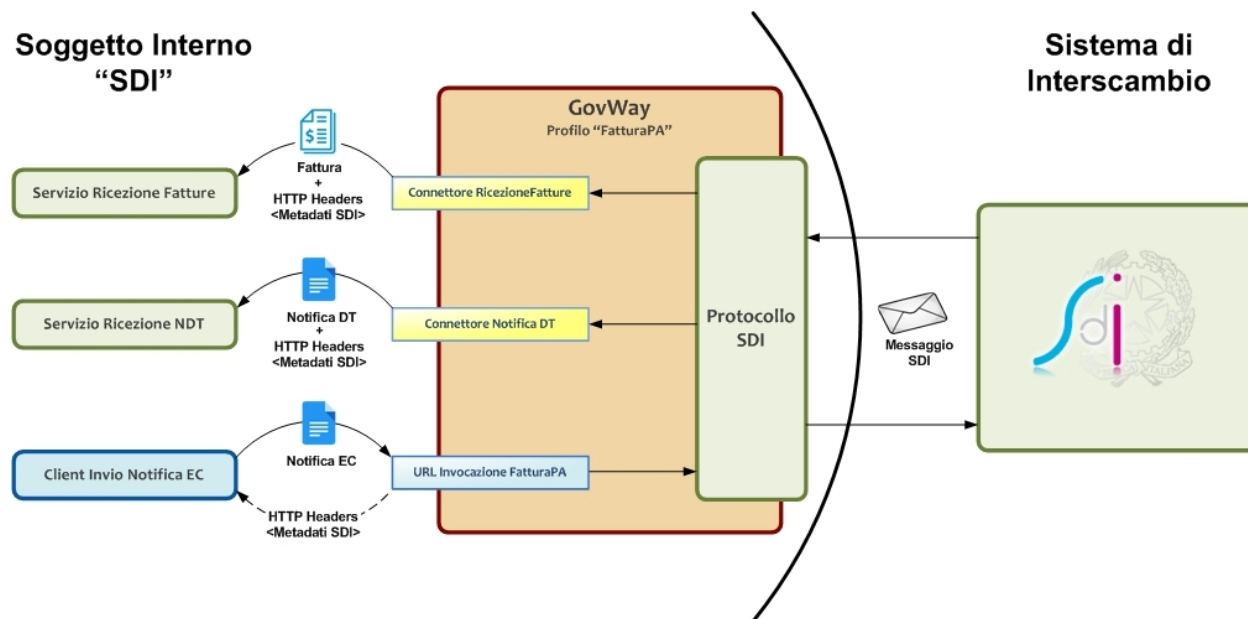 Soggetto Interno
“SDI”
Sistema di
Interscambio
GovWay
Profilo “FatturaPA”
Fattura
+
HTTP Headers
<Metadati SDI>
Servizio Ricezione Fatture
Connettore RicezioneFatture
Notifica DT
+
HTTP Headers
<Metadati SDI>
Servizio Ricezione NDT
Connettore Notifica DT
Protocollo
SDI
Messaggio
SDI
sdi
Notifica EC
Client Invio Notifica EC
URL Invocazione FatturaPA
HTTP Headers
<Metadati SDI>